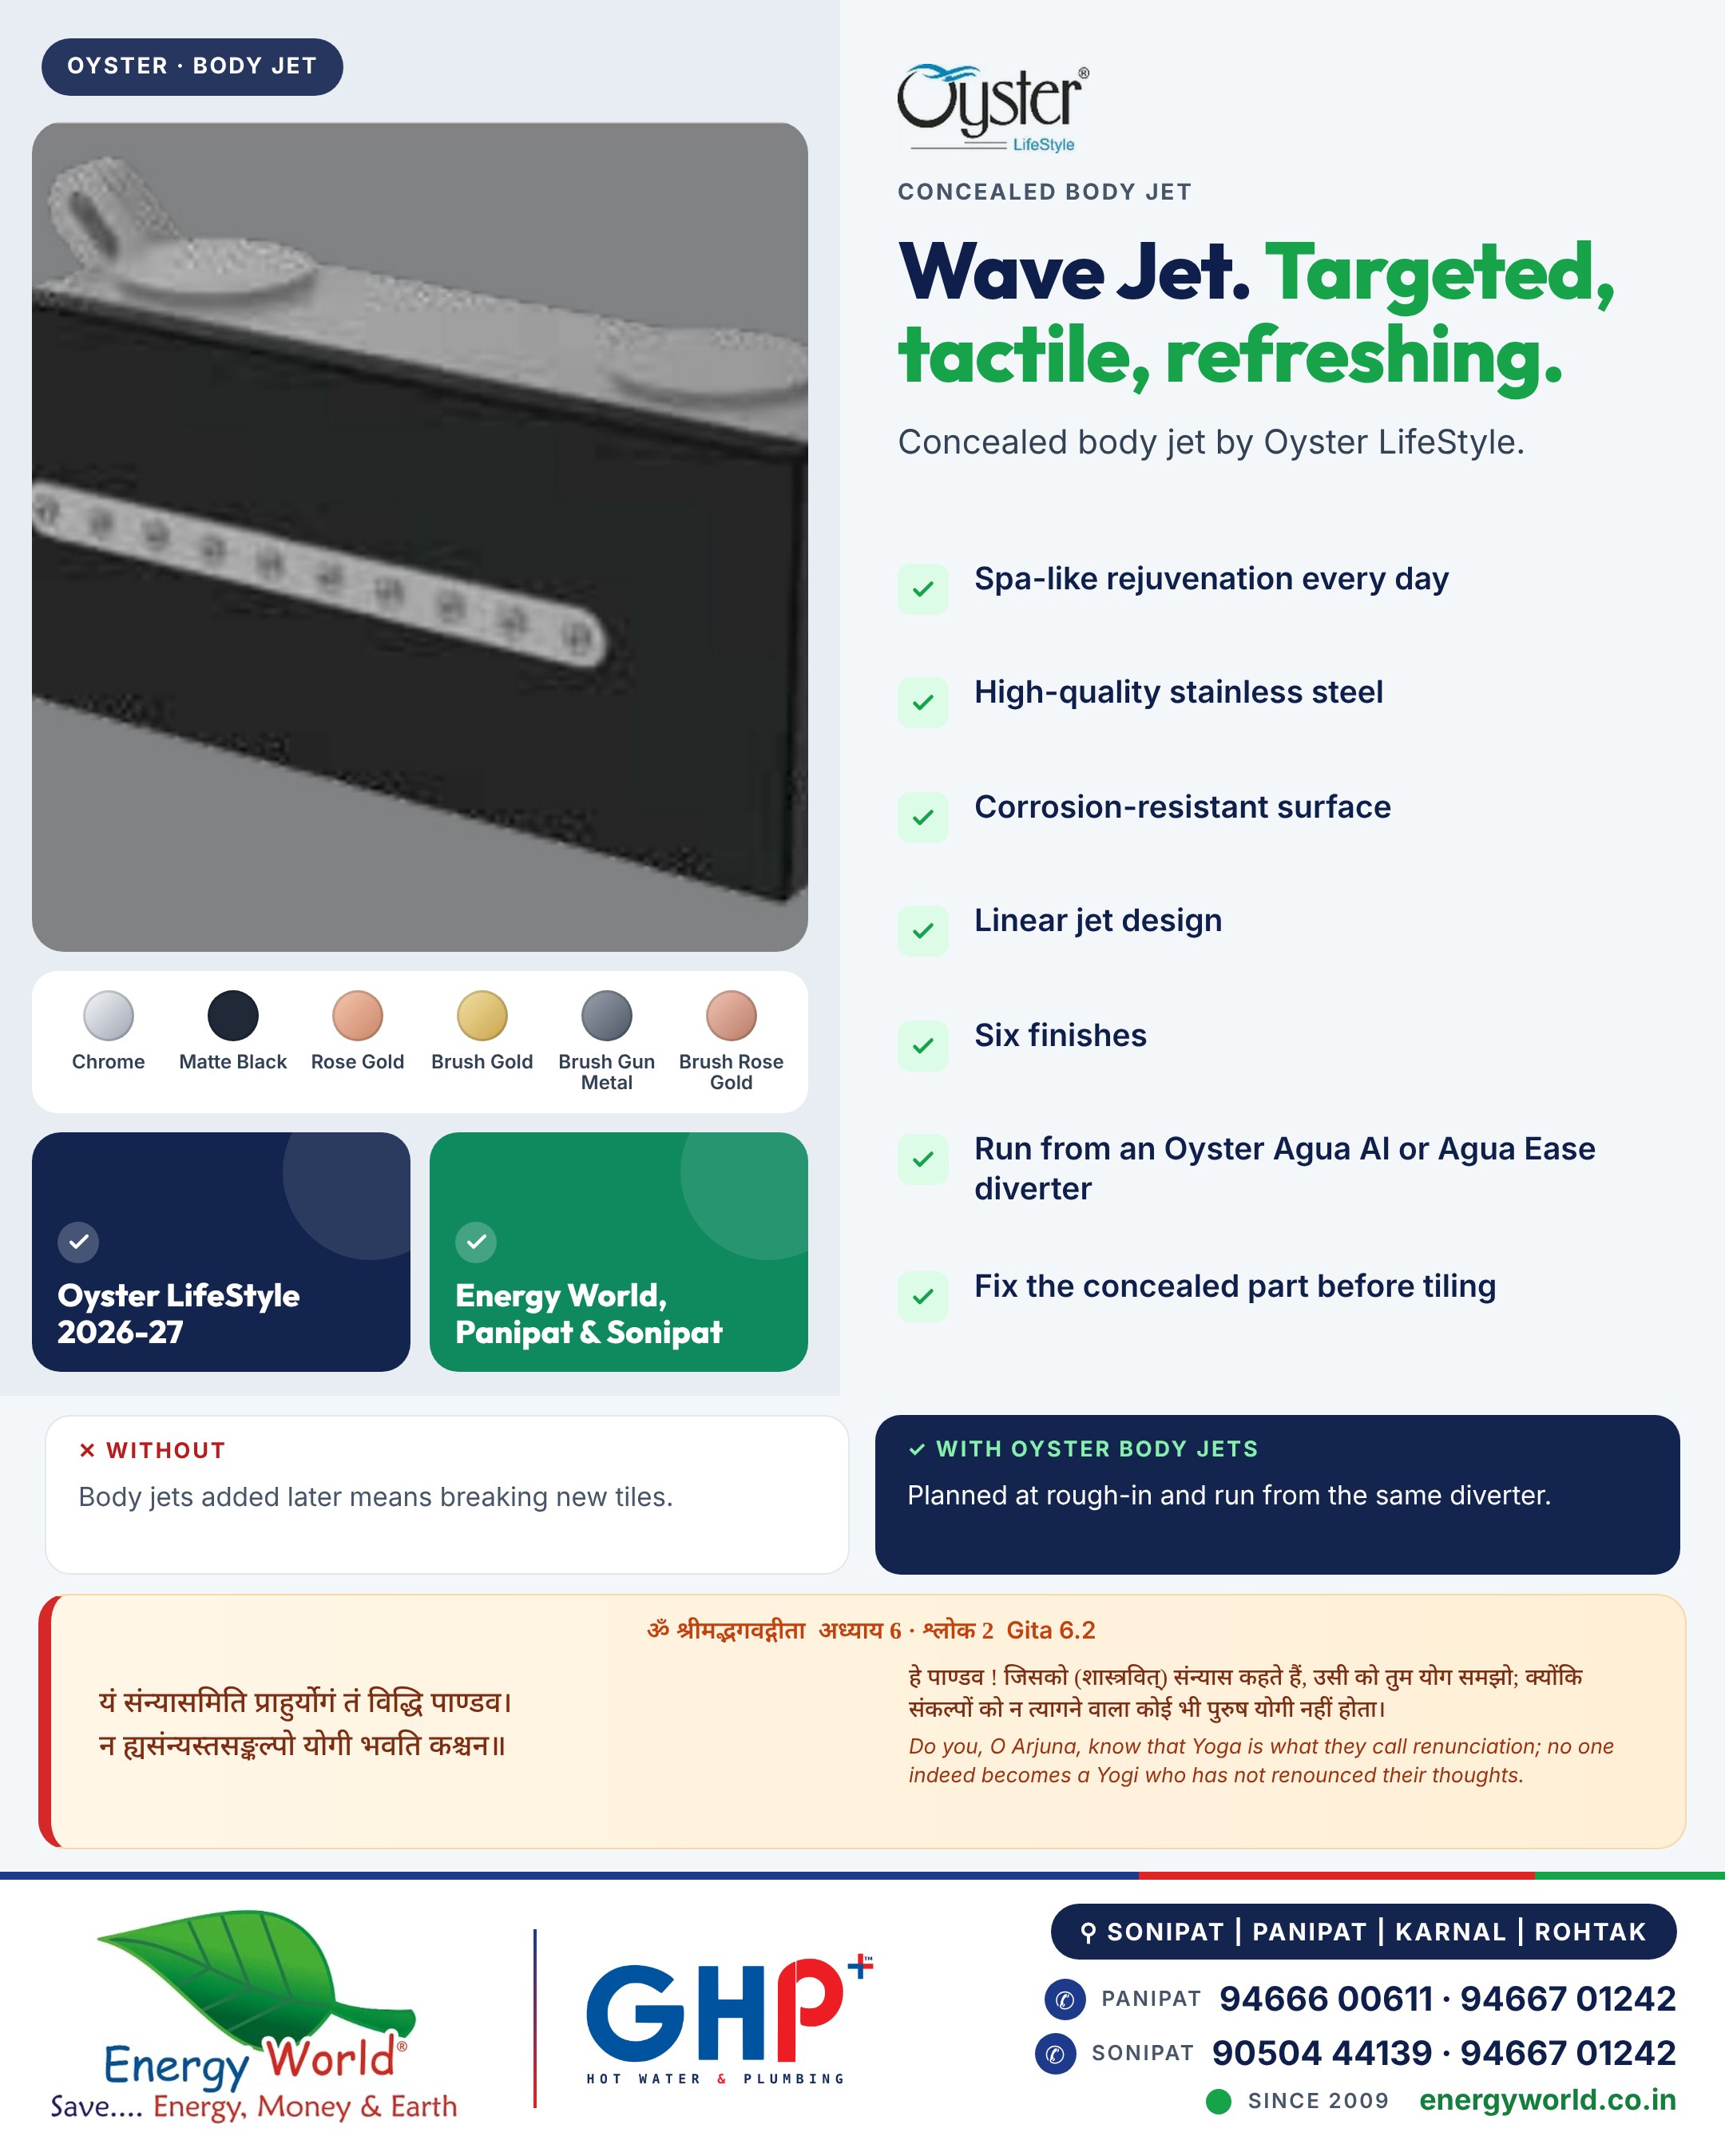 OYSTER · BODY JET
Oyster®
LifeStyle
CONCEALED BODY JET
Wave Jet. Targeted,
tactile, refreshing.
Concealed body jet by Oyster LifeStyle.
Spa-like rejuvenation every day
High-quality stainless steel
Corrosion-resistant surface
Linear jet design
Six finishes
Run from an Oyster Agua AI or Agua Ease
diverter
Fix the concealed part before tiling
Chrome
Matte Black
Rose Gold
Brush Gold
Brush Gun
Metal
Brush Rose
Gold
Oyster LifeStyle
2026-27
Energy World,
Panipat & Sonipat
× WITHOUT
Body jets added later means breaking new tiles.
✓ WITH OYSTER BODY JETS
Planned at rough-in and run from the same diverter.
ॐ श्रीमद्भगवद्गीता अध्याय 6 · श्लोक 2 Gita 6.2
यं संन्यासमिति प्राहुर्योगं तं विद्धि पाण्डव।
न ह्यसंन्यस्तसङ्कल्पो योगी भवति कश्चन॥
हे पाण्डव ! जिसको (शास्त्रवित्) संन्यास कहते हैं, उसी को तुम योग समझो; क्योंकि
संकल्पों को न त्यागने वाला कोई भी पुरुष योगी नहीं होता।
Do you, O Arjuna, know that Yoga is what they call renunciation; no one
indeed becomes a Yogi who has not renounced their thoughts.
Energy World®
Save.... Energy, Money & Earth
GHP+™
HOT WATER & PLUMBING
SONIPAT | PANIPAT | KARNAL | ROHTAK
PANIPAT 94666 00611 · 94667 01242
SONIPAT 90504 44139 · 94667 01242
SINCE 2009 energyworld.co.in